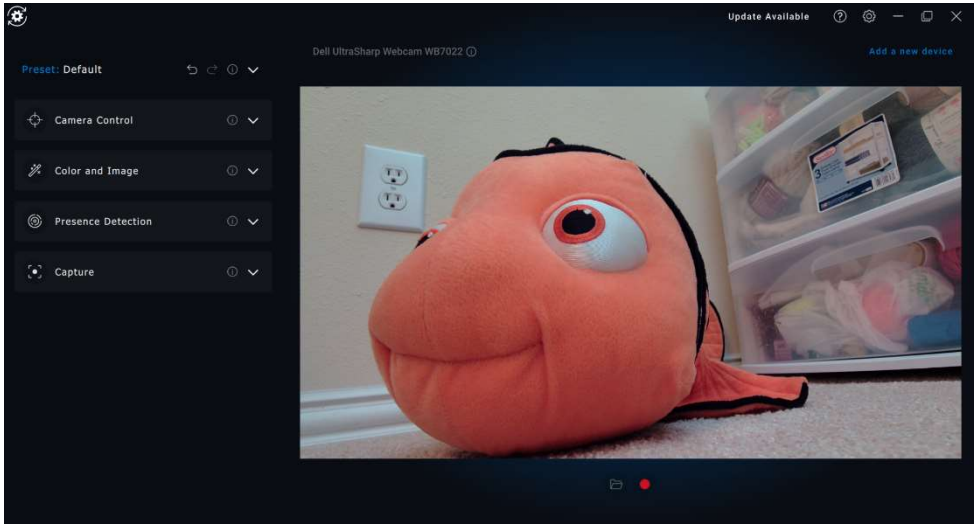 Update Available
Dell UltraSharp Webcam WB7022
Add a new device
Preset: Default
Camera Control
Color and Image
Presence Detection
Capture
3